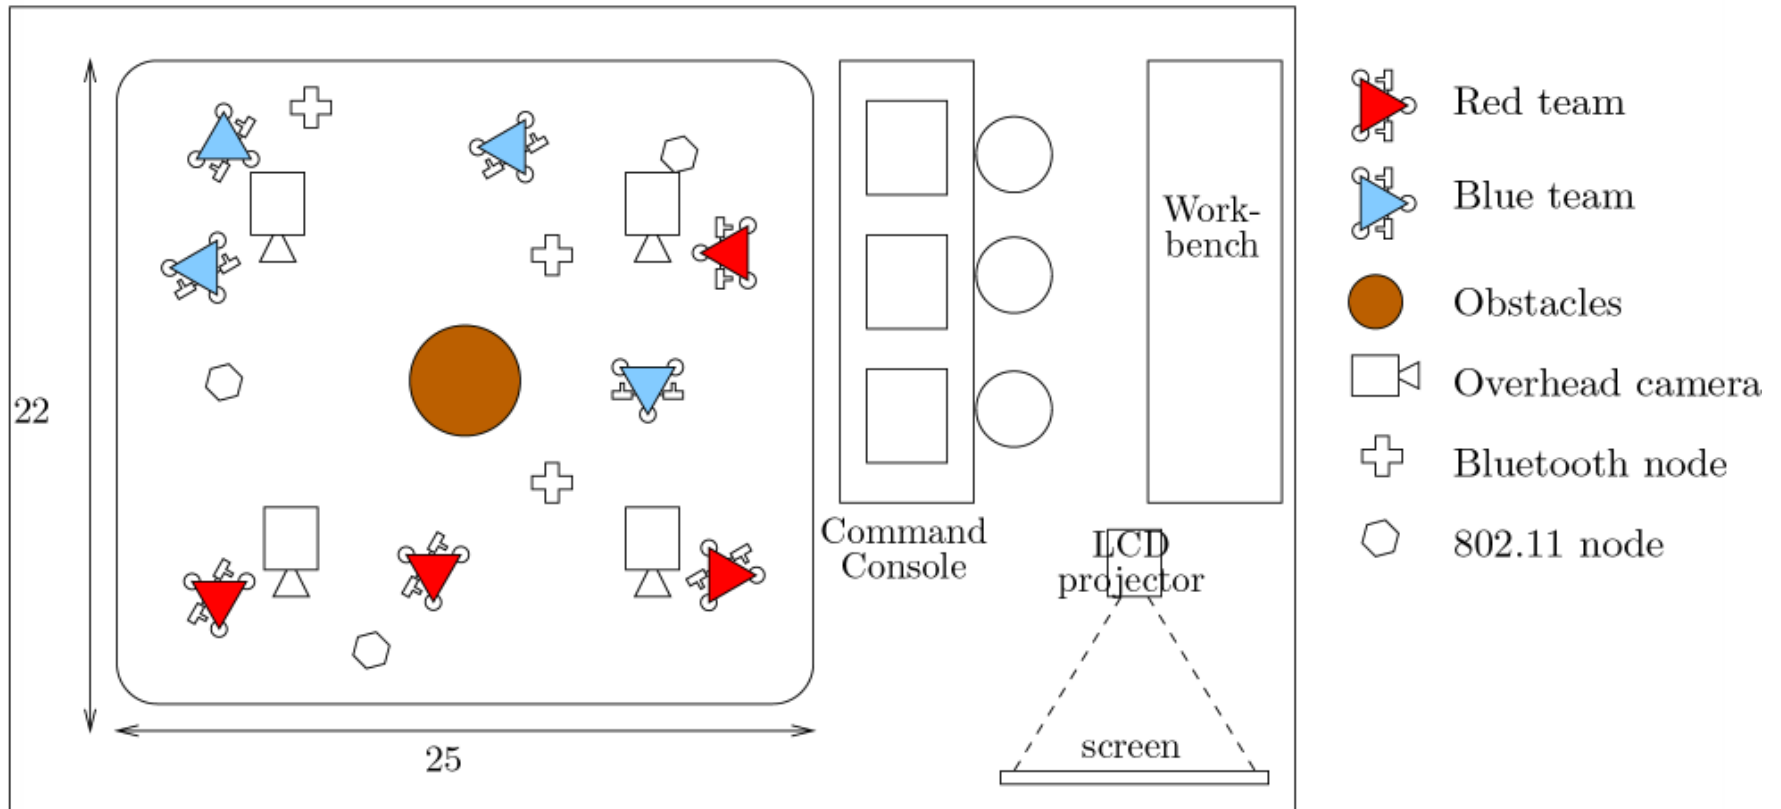 22
25
Command
Console
Work-
bench
LCD
projector
screen
Red team
Blue team
Obstacles
Overhead camera
Bluetooth node
802.11 node